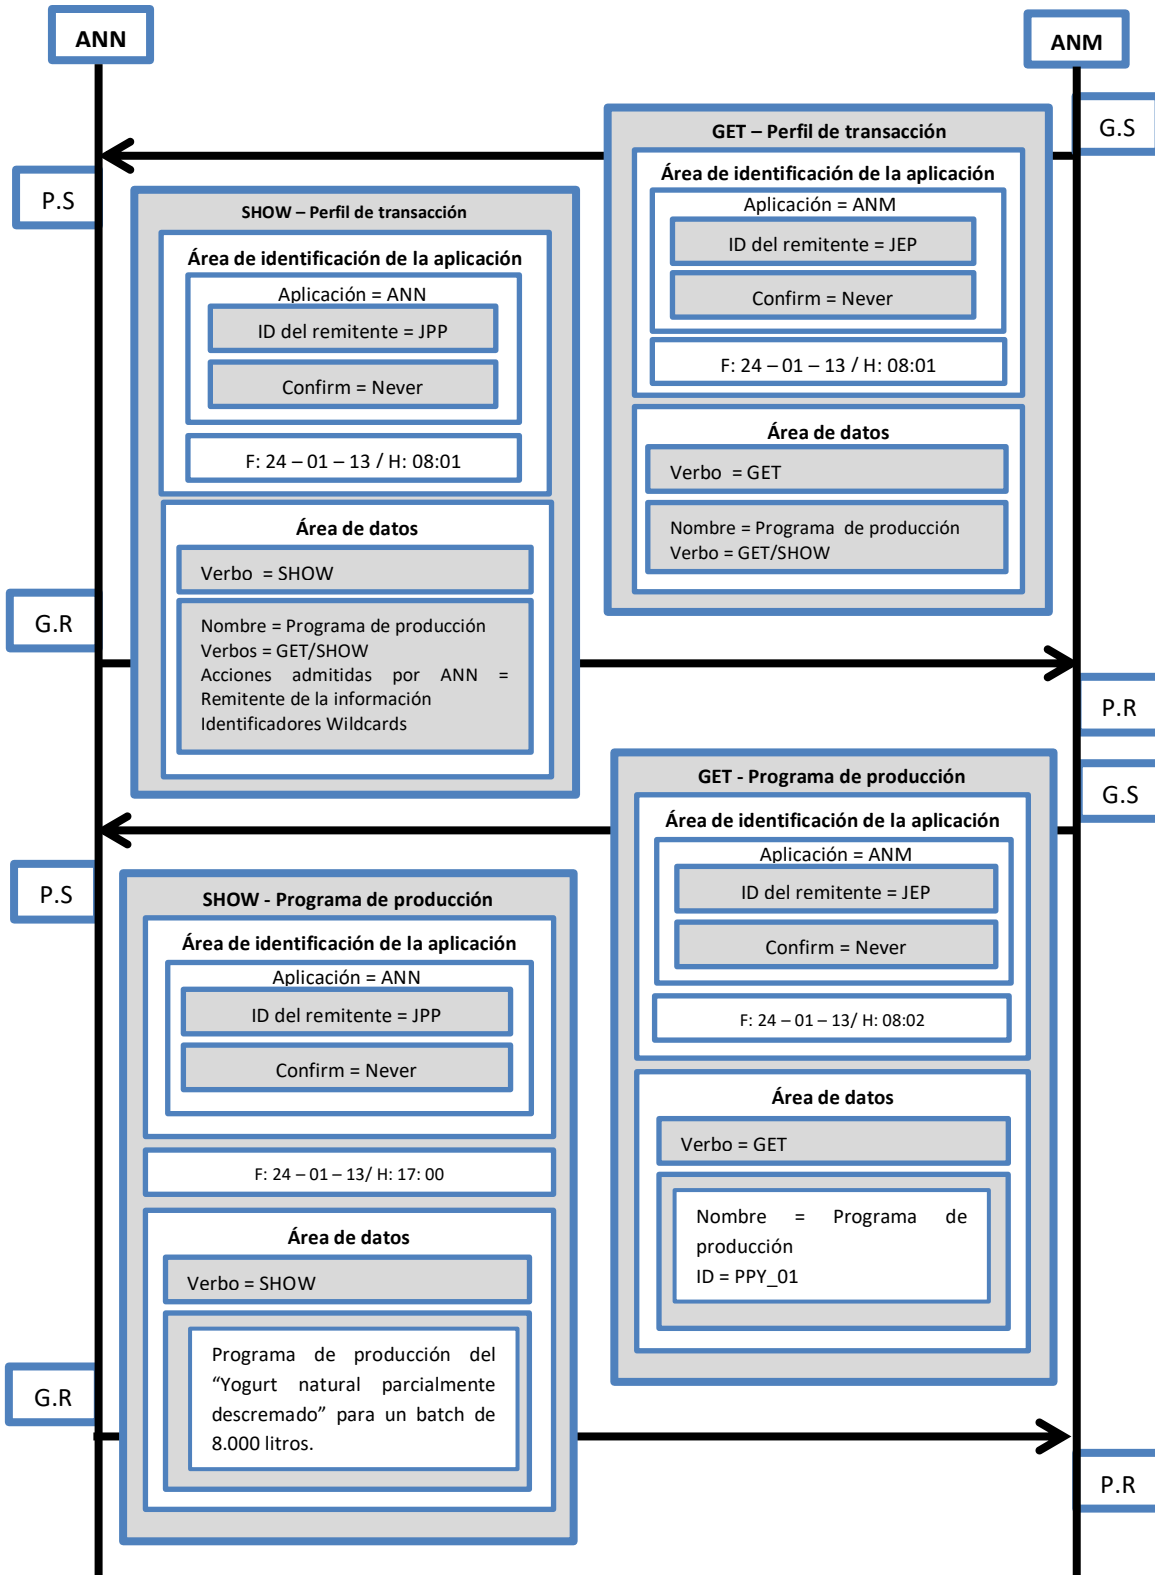 ANN
ANM
G.S
GET – Perfil de transacción
Área de identificación de la aplicación
Aplicación = ANM
ID del remitente = JEP
Confirm = Never
F: 24 – 01 – 13 / H: 08:01
Área de datos
Verbo = GET
Nombre = Programa de producción
Verbo = GET/SHOW
P.S
SHOW – Perfil de transacción
Área de identificación de la aplicación
Aplicación = ANN
ID del remitente = JPP
Confirm = Never
F: 24 – 01 – 13 / H: 08:01
Área de datos
Verbo = SHOW
Nombre = Programa de producción
Verbos = GET/SHOW
Acciones admitidas por ANN =
Remitente de la información
Identificadores Wildcards
G.R
P.R
G.S
GET - Programa de producción
Área de identificación de la aplicación
Aplicación = ANM
ID del remitente = JEP
Confirm = Never
F: 24 – 01 – 13/ H: 08:02
Área de datos
Verbo = GET
Nombre = Programa de
producción
ID = PPY_01
P.S
SHOW - Programa de producción
Área de identificación de la aplicación
Aplicación = ANN
ID del remitente = JPP
Confirm = Never
F: 24 – 01 – 13/ H: 17: 00
Área de datos
Verbo = SHOW
Programa de producción del
“Yogurt natural parcialmente
descremado” para un batch de
8.000 litros.
G.R
P.R